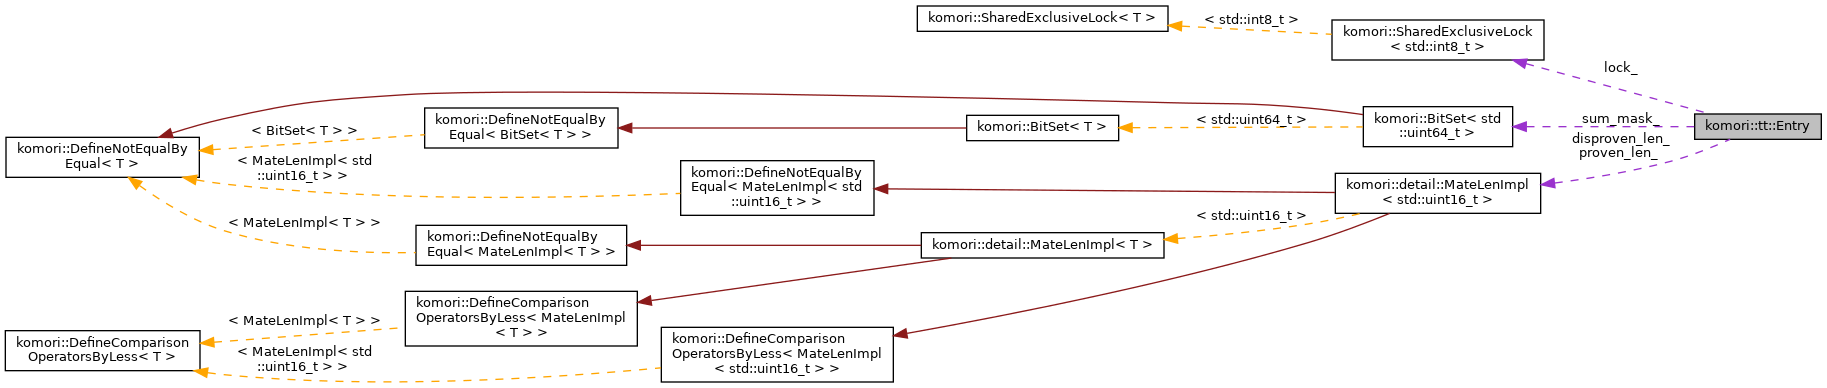 komori::SharedExclusiveLock< T >
< std::int8_t >
komori::SharedExclusiveLock
< std::int8_t >
lock_
komori::DefineNotEqualBy
Equal< T >
< BitSet< T > >
komori::DefineNotEqualBy
Equal< BitSet< T > >
komori::BitSet< T >
< std::uint64_t >
komori::BitSet< std
::uint64_t >
sum_mask_
komori::tt::Entry
disproven_len_
proven_len_
< MateLenImpl< std
::uint16_t > >
komori::DefineNotEqualBy
Equal< MateLenImpl< std
::uint16_t > >
komori::detail::MateLenImpl
< std::uint16_t >
< MateLenImpl< T > >
komori::DefineNotEqualBy
Equal< MateLenImpl< T > >
komori::detail::MateLenImpl< T >
< std::uint16_t >
komori::DefineComparison
OperatorsByLess< T >
< MateLenImpl< T > >
komori::DefineComparison
OperatorsByLess< MateLenImpl
< T > >
< MateLenImpl< std
::uint16_t > >
komori::DefineComparison
OperatorsByLess< MateLenImpl
< std::uint16_t > >